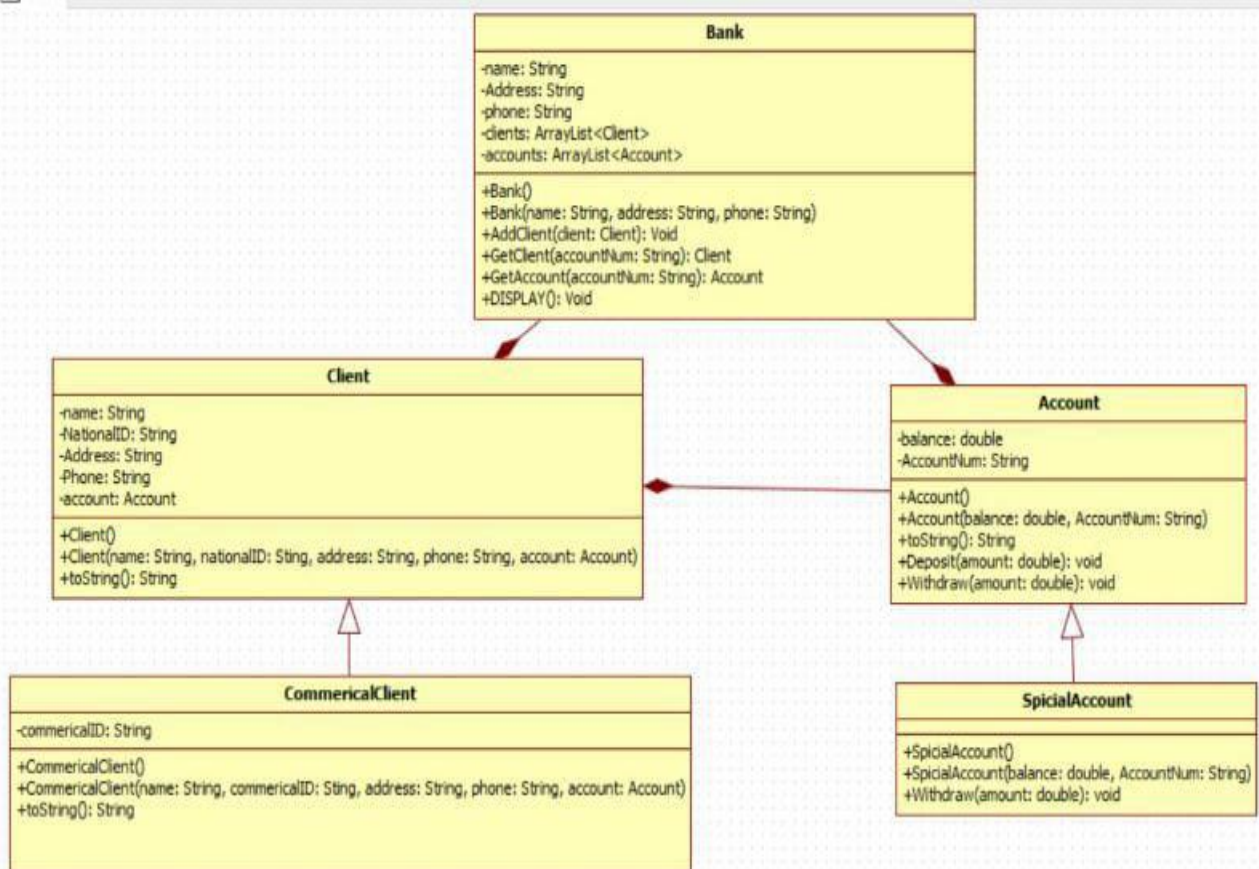 Bank
-name: String
-Address: String
-phone: String
-clients: ArrayList<Client>
-accounts: ArrayList<Account>
+Bank()
+Bank(name: String, address: String, phone: String)
+AddClient(client: Client): Void
+GetClient(accountNum: String): Client
+GetAccount(accountNum: String): Account
+DISPLAY(): Void
Client
-name: String
-NationalID: String
-Address: String
-Phone: String
-account: Account
+Client()
+Client(name: String, nationalID: Sting, address: String, phone: String, account: Account)
+toString(): String
Account
-balance: double
-AccountNum: String
+Account()
+Account(balance: double, AccountNum: String)
+toString(): String
+Deposit(amount: double): void
+Withdraw(amount: double): void
CommericalClient
-commericalID: String
+CommericalClient()
+CommericalClient(name: String, commericalID: Sting, address: String, phone: String, account: Account)
+toString(): String
SpicialAccount
+SpicialAccount()
+SpicialAccount(balance: double, AccountNum: String)
+Withdraw(amount: double): void